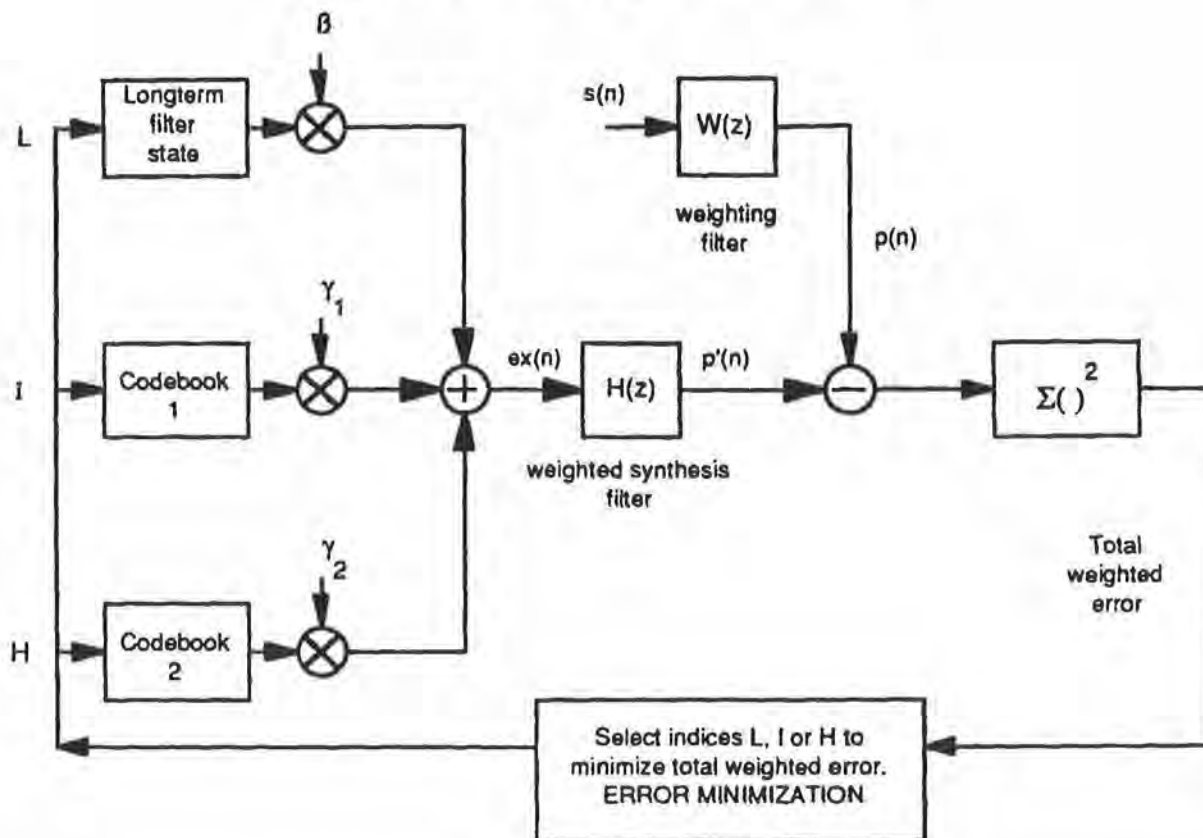 β
Longterm
filter
state
L
s(n)
W(z)
weighting
filter
p(n)
γ1
I
Codebook
1
+
ex(n)
H(z)
p'(n)
−
Σ( )²
weighted synthesis
filter
γ2
H
Codebook
2
Total
weighted
error
Select indices L, I or H to
minimize total weighted error.
ERROR MINIMIZATION